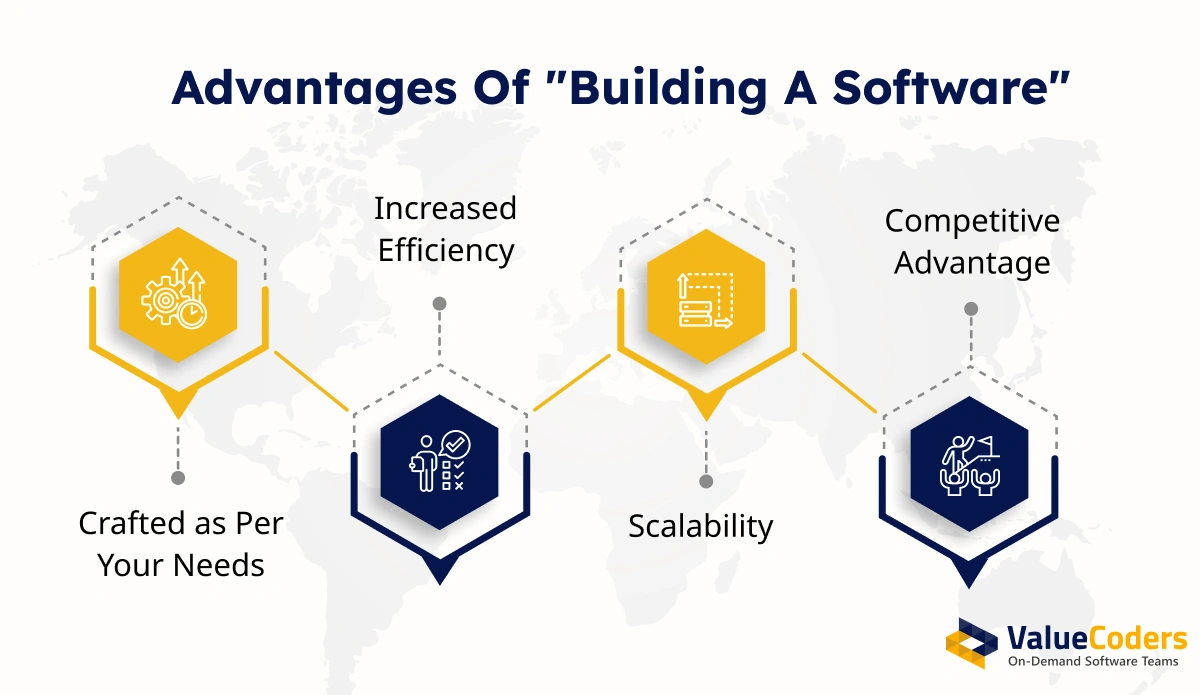 Advantages Of "Building A Software"
Increased
Efficiency
Competitive
Advantage
Crafted as Per
Your Needs
Scalability
ValueCoders
On-Demand Software Teams